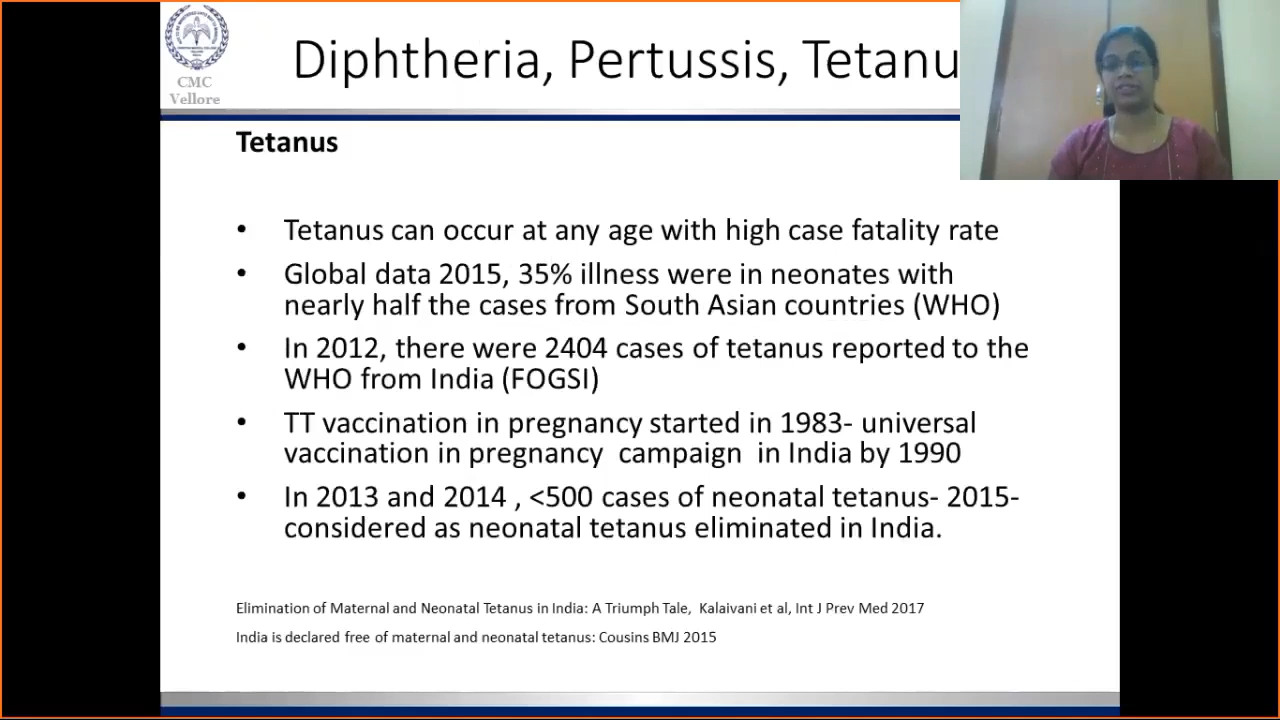 Diphtheria, Pertussis, Tetanu
CMC
Vellore
Tetanus
• Tetanus can occur at any age with high case fatality rate
• Global data 2015, 35% illness were in neonates with
nearly half the cases from South Asian countries (WHO)
• In 2012, there were 2404 cases of tetanus reported to the
WHO from India (FOGSI)
• TT vaccination in pregnancy started in 1983- universal
vaccination in pregnancy campaign in India by 1990
• In 2013 and 2014 , <500 cases of neonatal tetanus- 2015-
considered as neonatal tetanus eliminated in India.
Elimination of Maternal and Neonatal Tetanus in India: A Triumph Tale, Kalaivani et al, Int J Prev Med 2017
India is declared free of maternal and neonatal tetanus: Cousins BMJ 2015